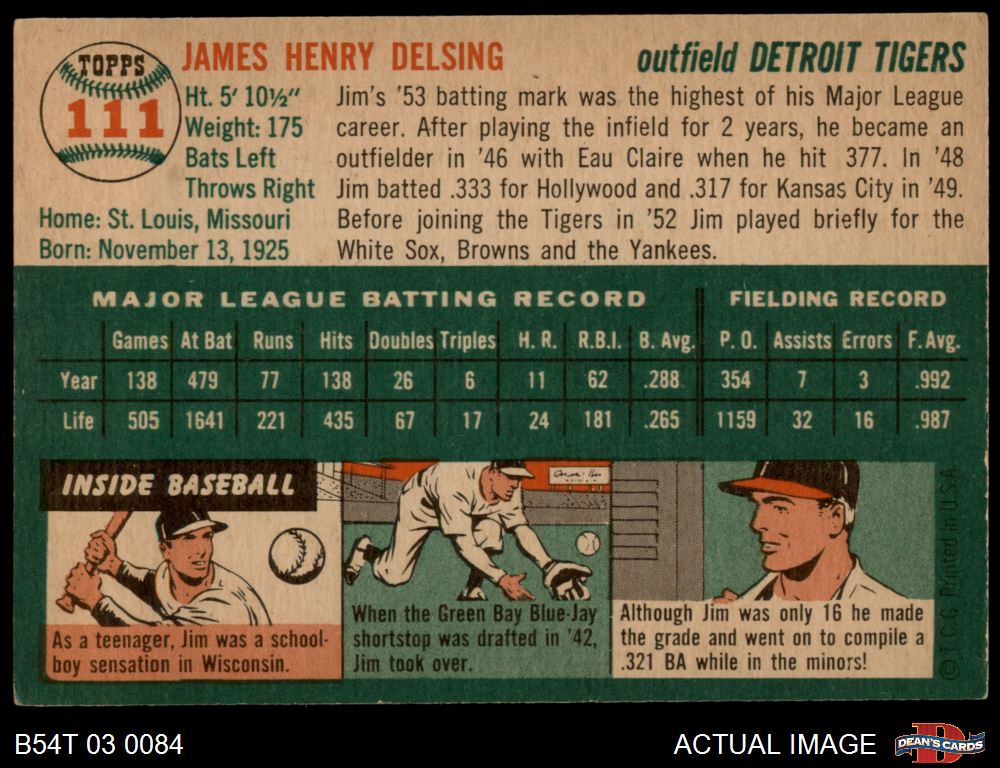 TOPPS
111
JAMES HENRY DELSING
outfield DETROIT TIGERS
Ht. 5' 10½"
Weight: 175
Bats Left
Throws Right
Home: St. Louis, Missouri
Born: November 13, 1925
Jim's '53 batting mark was the highest of his Major League
career. After playing the infield for 2 years, he became an
outfielder in '46 with Eau Claire when he hit 377. In '48
Jim batted .333 for Hollywood and .317 for Kansas City in '49.
Before joining the Tigers in '52 Jim played briefly for the
White Sox, Browns and the Yankees.
MAJOR LEAGUE BATTING RECORD FIELDING RECORD
Games At Bat Runs Hits Doubles Triples H. R. R.B.I. B. Avg. P. O. Assists Errors F. Avg.
Year 138 479 77 138 26 6 11 62 .288 354 7 3 .992
Life 505 1641 221 435 67 17 24 181 .265 1159 32 16 .987
INSIDE BASEBALL
As a teenager, Jim was a school-
boy sensation in Wisconsin.
When the Green Bay Blue-Jay
shortstop was drafted in '42,
Jim took over.
Although Jim was only 16 he made
the grade and went on to compile a
.321 BA while in the minors!
© T.C.G. Printed in U.S.A.
B54T 03 0084
ACTUAL IMAGE
D
DEAN'S CARDS